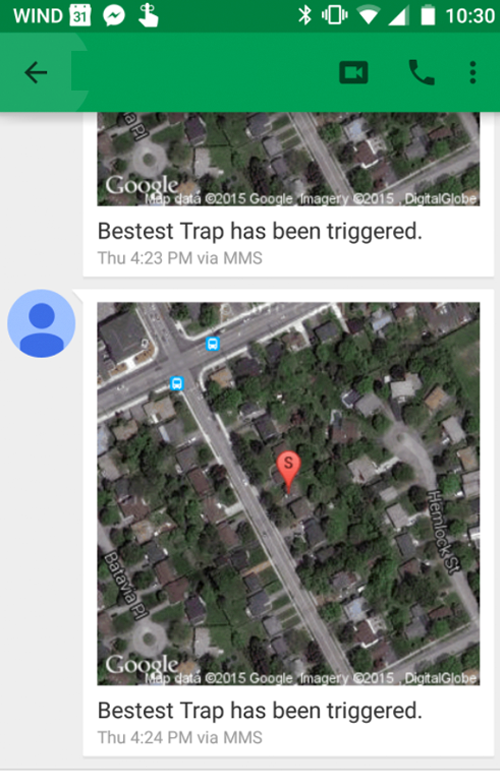 WIND 31 10:30
Google
Map data ©2015 Google Imagery ©2015 , DigitalGlobe
Bestest Trap has been triggered.
Thu 4:23 PM via MMS
S
Hemlock St
Batavia Pl
Google
Map data ©2015 Google Imagery ©2015 , DigitalGlobe
Bestest Trap has been triggered.
Thu 4:24 PM via MMS